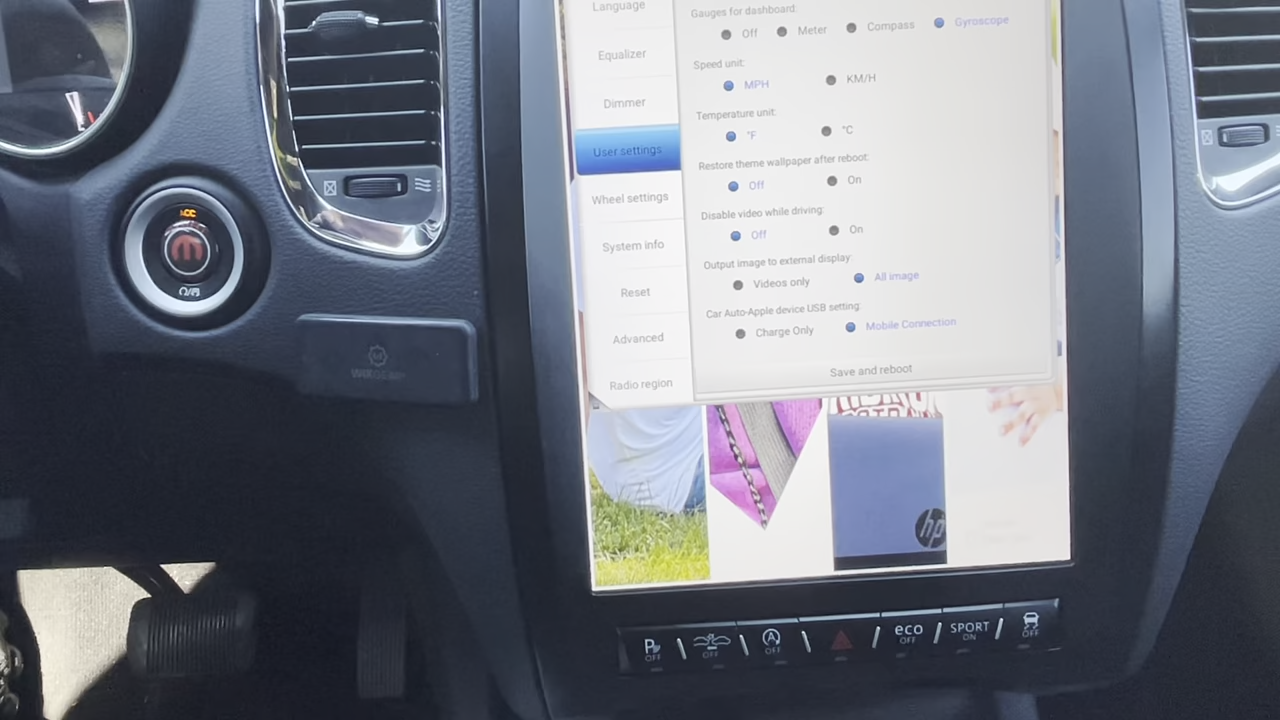 Language
Equalizer
Dimmer
User settings
Wheel settings
System info
Reset
Advanced
Radio region
Gauges for dashboard:
Off Meter Compass Gyroscope
Speed unit:
MPH KM/H
Temperature unit:
°F °C
Restore theme wallpaper after reboot:
Off On
Disable video while driving:
Off On
Output image to external display:
Videos only All image
Car Auto-Apple device USB setting:
Charge Only Mobile Connection
Save and reboot
ACC
hp
P OFF
OFF
A OFF
eco OFF
SPORT ON
OFF